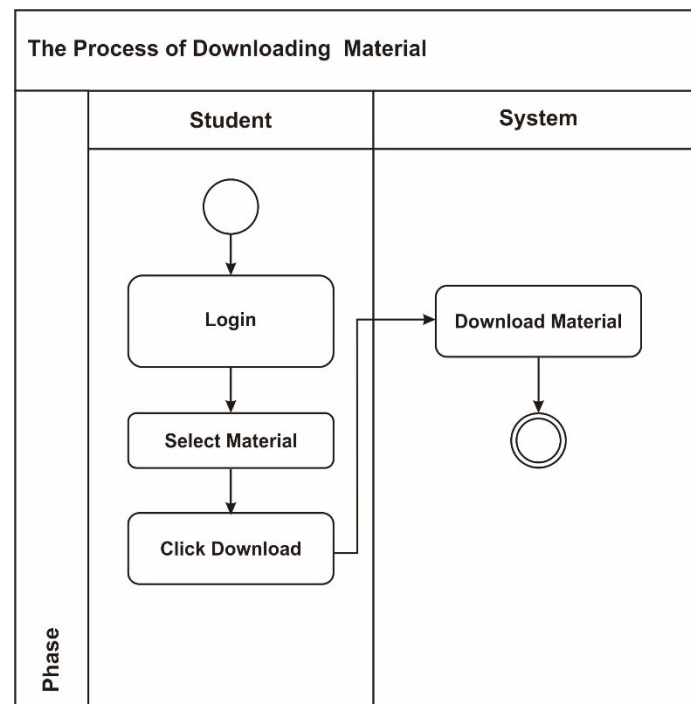 The Process of Downloading Material
Student
System
Login
Download Material
Select Material
Click Download
Phase